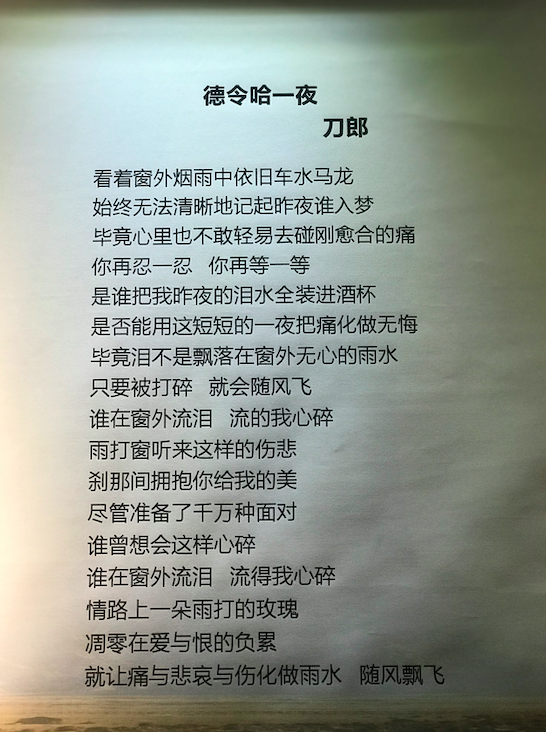 德令哈一夜
刀郎
看着窗外烟雨中依旧车水马龙
始终无法清晰地记起昨夜谁入梦
毕竟心里也不敢轻易去碰刚愈合的痛
你再忍一忍 你再等一等
是谁把我昨夜的泪水全装进酒杯
是否能用这短短的一夜把痛化做无悔
毕竟泪不是飘落在窗外无心的雨水
只要被打碎 就会随风飞
谁在窗外流泪 流的我心碎
雨打窗听来这样的伤悲
刹那间拥抱你给我的美
尽管准备了千万种面对
谁曾想会这样心碎
谁在窗外流泪 流得我心碎
情路上一朵雨打的玫瑰
凋零在爱与恨的负累
就让痛与悲哀与伤化做雨水 随风飘飞